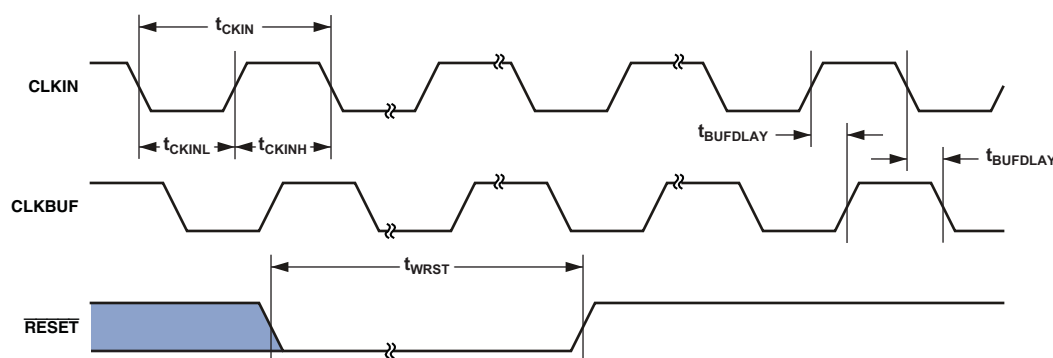 tCKIN
CLKIN
tCKINL
tCKINH
tBUFDLAY
tBUFDLAY
CLKBUF
tWRST
RESET